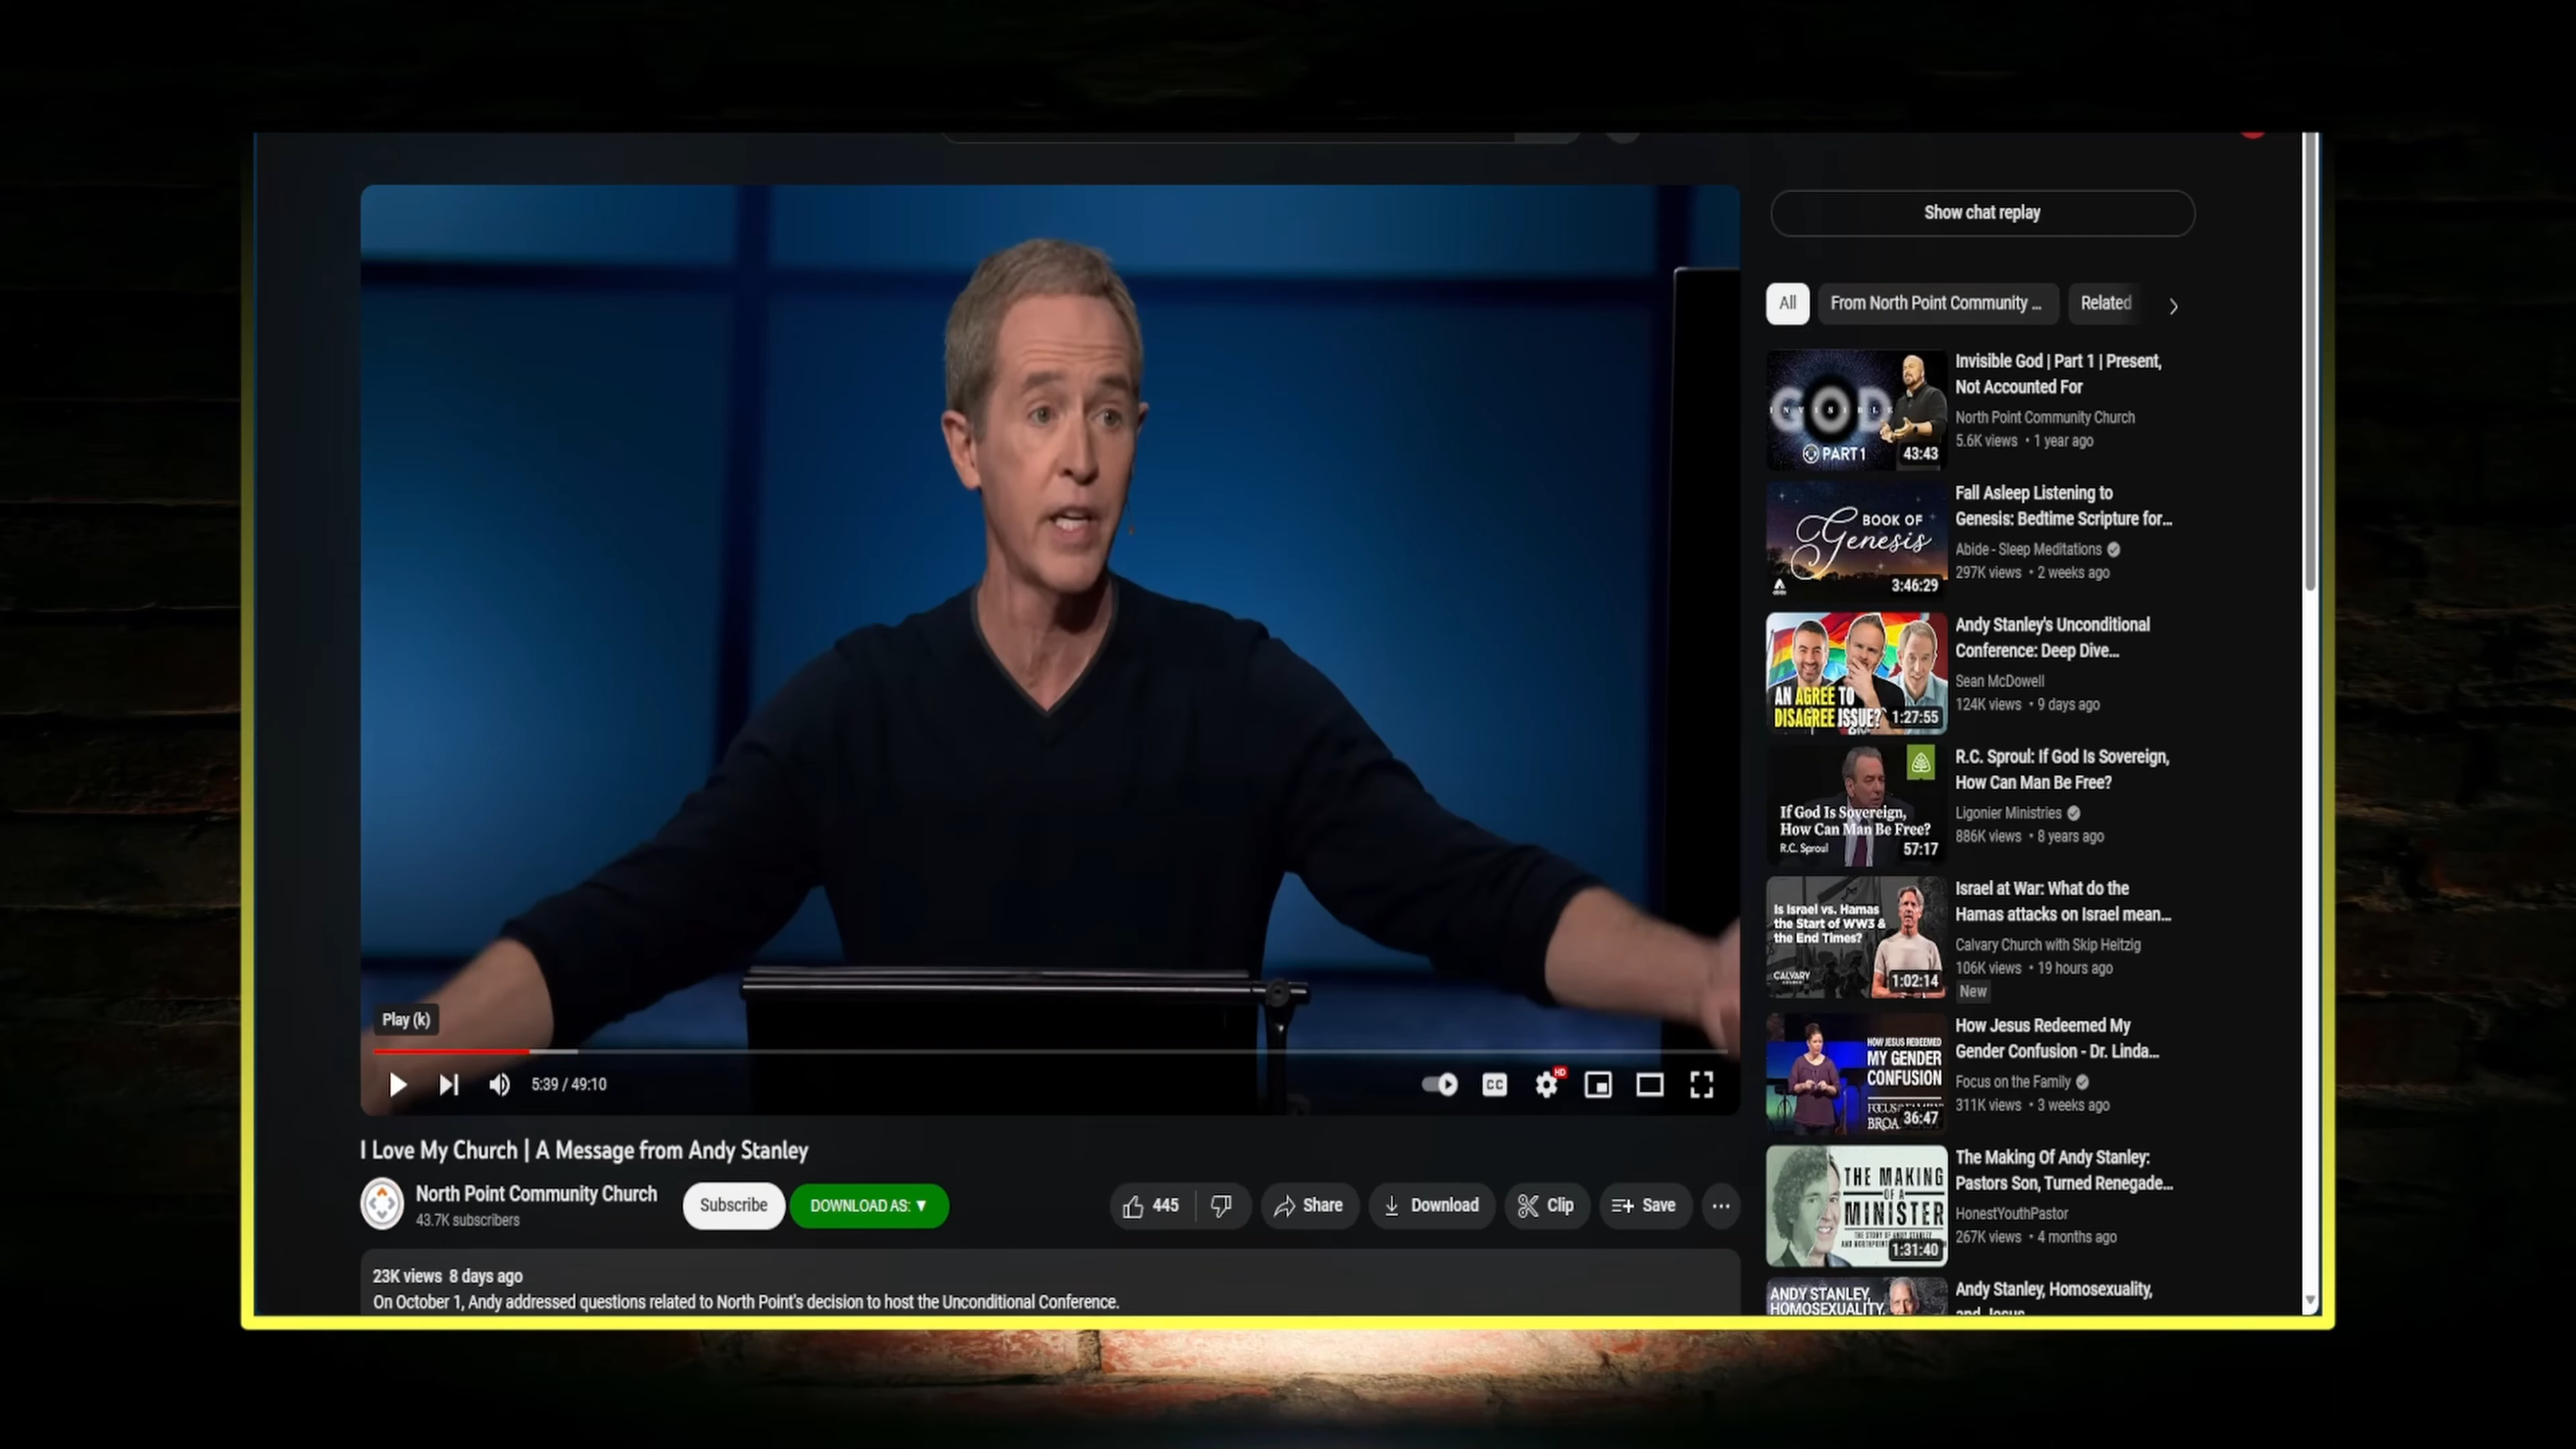 Play (k)
5:39 / 49:10
CC
HD
I Love My Church | A Message from Andy Stanley
North Point Community Church
43.7K subscribers
Subscribe
DOWNLOAD AS: ▼
445
Share
Download
Clip
Save
23K views 8 days ago
On October 1, Andy addressed questions related to North Point's decision to host the Unconditional Conference.
Show chat replay
All
From North Point Community ...
Related
GOD
INVISIBLE
PART 1
43:43
Invisible God | Part 1 | Present,
Not Accounted For
North Point Community Church
5.6K views • 1 year ago
BOOK OF
Genesis
3:46:29
Fall Asleep Listening to
Genesis: Bedtime Scripture for...
Abide - Sleep Meditations
297K views • 2 weeks ago
AN AGREE TO
DISAGREE ISSUE?
1:27:55
Andy Stanley's Unconditional
Conference: Deep Dive...
Sean McDowell
124K views • 9 days ago
If God Is Sovereign,
How Can Man Be Free?
R.C. Sproul
57:17
R.C. Sproul: If God Is Sovereign,
How Can Man Be Free?
Ligonier Ministries
886K views • 8 years ago
Is Israel vs. Hamas
the Start of WW3 &
the End Times?
CALVARY
1:02:14
Israel at War: What do the
Hamas attacks on Israel mean...
Calvary Church with Skip Heitzig
106K views • 19 hours ago
New
HOW JESUS REDEEMED
MY GENDER
CONFUSION
36:47
How Jesus Redeemed My
Gender Confusion - Dr. Linda...
Focus on the Family
311K views • 3 weeks ago
THE MAKING
OF A
MINISTER
1:31:40
The Making Of Andy Stanley:
Pastors Son, Turned Renegade...
HonestYouthPastor
267K views • 4 months ago
ANDY STANLEY,
HOMOSEXUALITY,
Andy Stanley, Homosexuality,
and Jesus